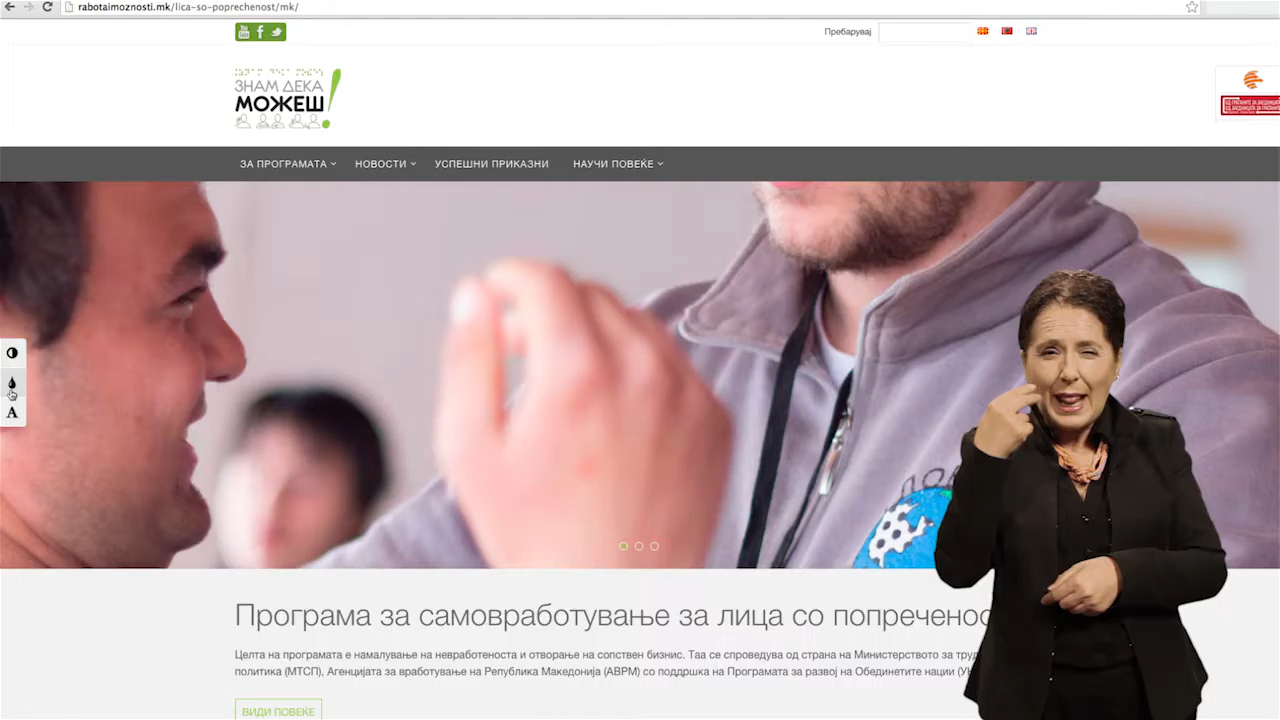 rabotaimoznosti.mk/lica-so-poprechenost/mk/
You
Пребарувај
ЗНАМ ДЕКА
МОЖЕШ!
ЗА ПРОГРАМАТА
НОВОСТИ
УСПЕШНИ ПРИКАЗНИ
НАУЧИ ПОВЕЌЕ
A
Програма за самовработување за лица со попреченос
Целта на програмата е намалување на невработеноста и отворање на сопствен бизнис. Таа се спроведува од страна на Министерството за труд
политика (МТСП), Агенцијата за вработување на Република Македонија (АВРМ) со поддршка на Програмата за развој на Обединетите нации (УН
ВИДИ ПОВЕЌЕ